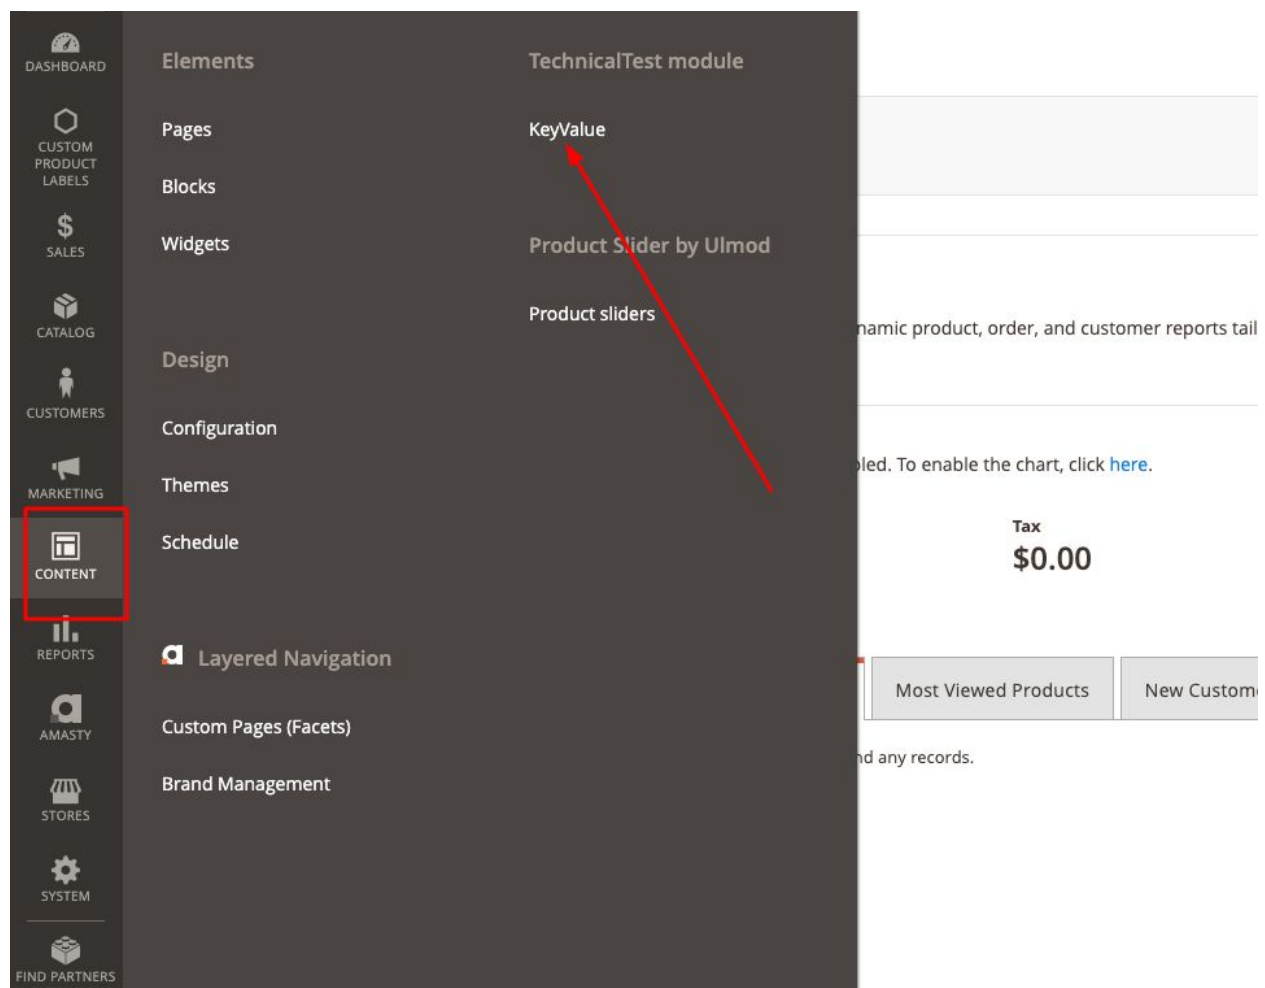 DASHBOARD
CUSTOM
PRODUCT
LABELS
SALES
CATALOG
CUSTOMERS
MARKETING
CONTENT
REPORTS
AMASTY
STORES
SYSTEM
FIND PARTNERS
Elements
Pages
Blocks
Widgets
Design
Configuration
Themes
Schedule
Layered Navigation
Custom Pages (Facets)
Brand Management
TechnicalTest module
KeyValue
Product Slider by Ulmod
Product sliders
namic product, order, and customer reports tail
bled. To enable the chart, click here.
Tax
$0.00
Most Viewed Products
New Custome
nd any records.